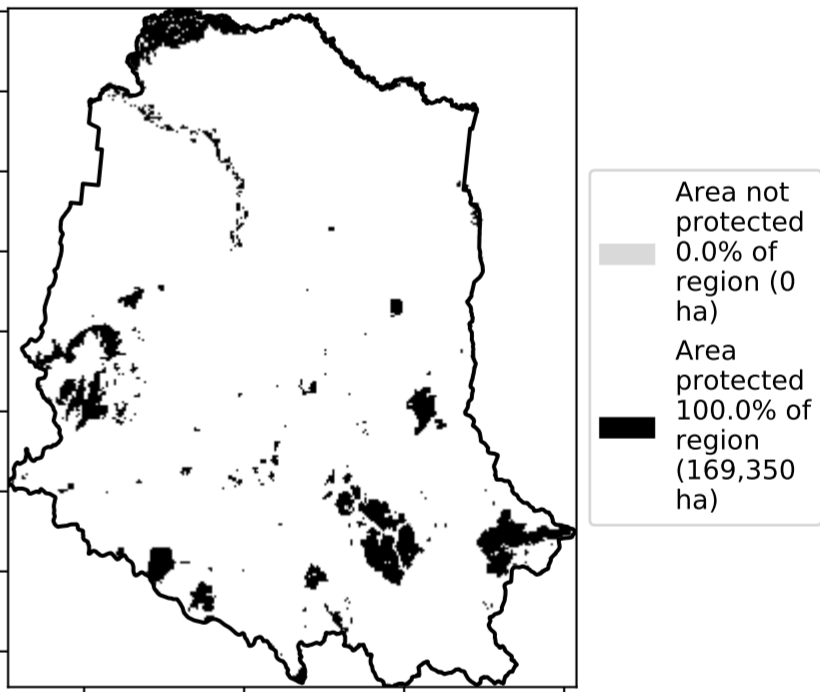 Area not
protected
0.0% of
region (0
ha)
Area
protected
100.0% of
region
(169,350
ha)